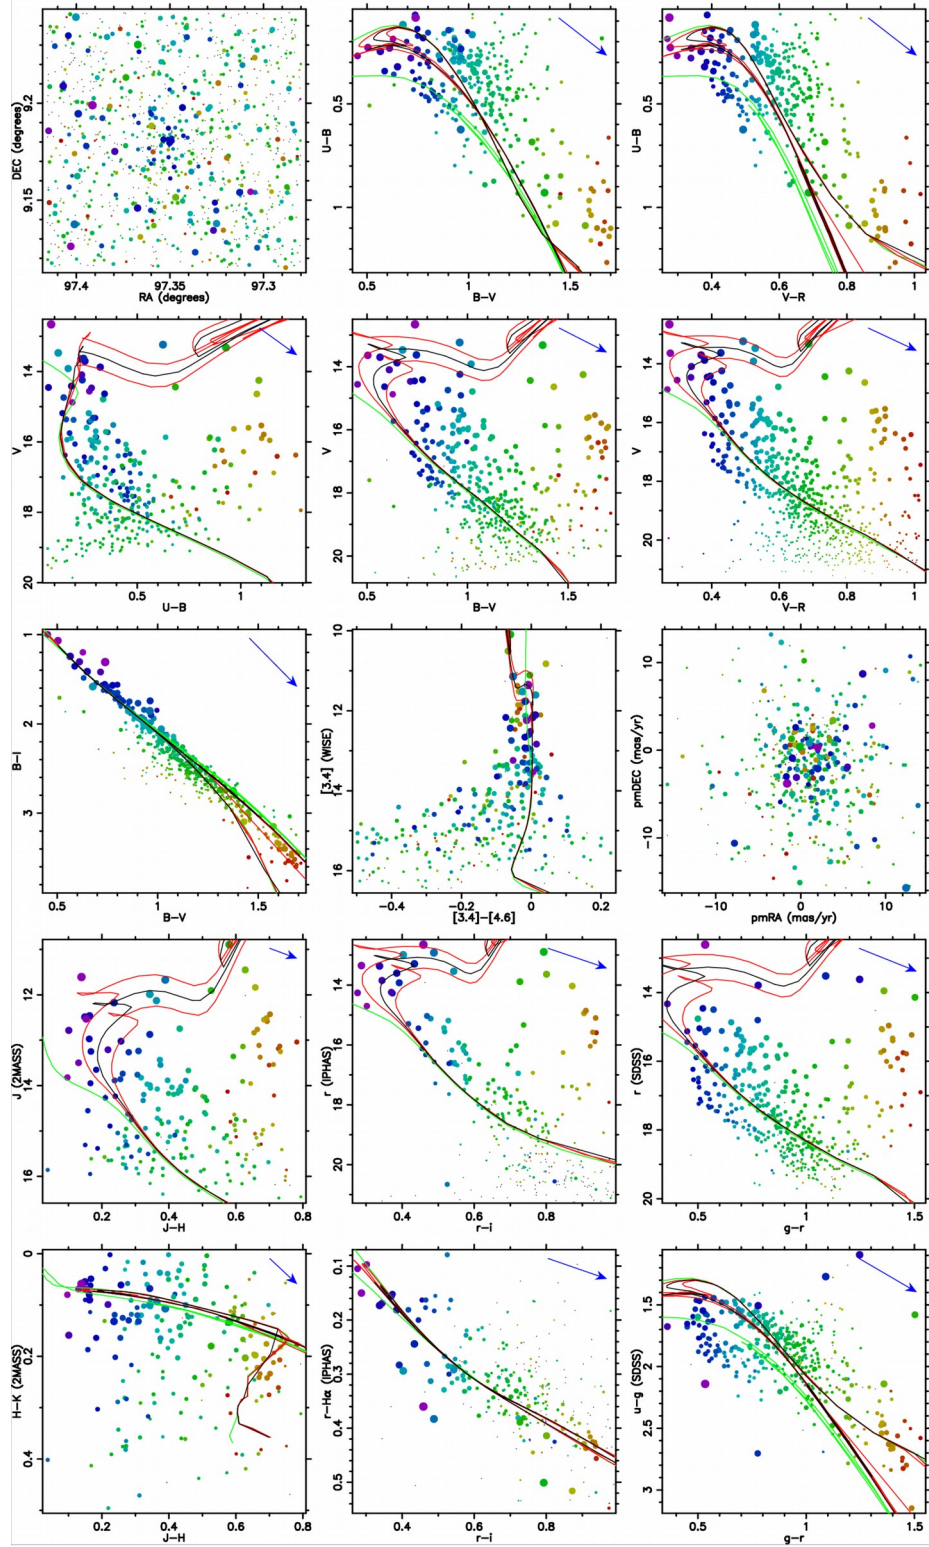 DEC (degrees)
9.2
9.15
97.4 97.35 97.3
RA (degrees)
U−B
0.5
1
0.5 1 1.5
B−V
U−B
0.5
1
0.4 0.6 0.8 1
V−R
V
14
16
18
20
0.5 1
U−B
V
14
16
18
20
0.5 1 1.5
B−V
V
14
16
18
20
0.4 0.6 0.8 1
V−R
B−I
1
2
3
0.5 1 1.5
B−V
[3.4] (WISE)
10
12
14
16
−0.4 −0.2 0 0.2
[3.4]−[4.6]
pmDEC (mas/yr)
10
0
−10
−10 0 10
pmRA (mas/yr)
J (2MASS)
12
14
16
0.2 0.4 0.6 0.8
J−H
r (IPHAS)
14
16
18
20
0.4 0.6 0.8
r−i
r (SDSS)
14
16
18
20
0.5 1 1.5
g−r
H−K (2MASS)
0
0.2
0.4
0.2 0.4 0.6 0.8
J−H
r−Hα (IPHAS)
0.1
0.2
0.3
0.4
0.5
0.4 0.6 0.8
r−i
u−g (SDSS)
1.5
2
2.5
3
0.5 1 1.5
g−r